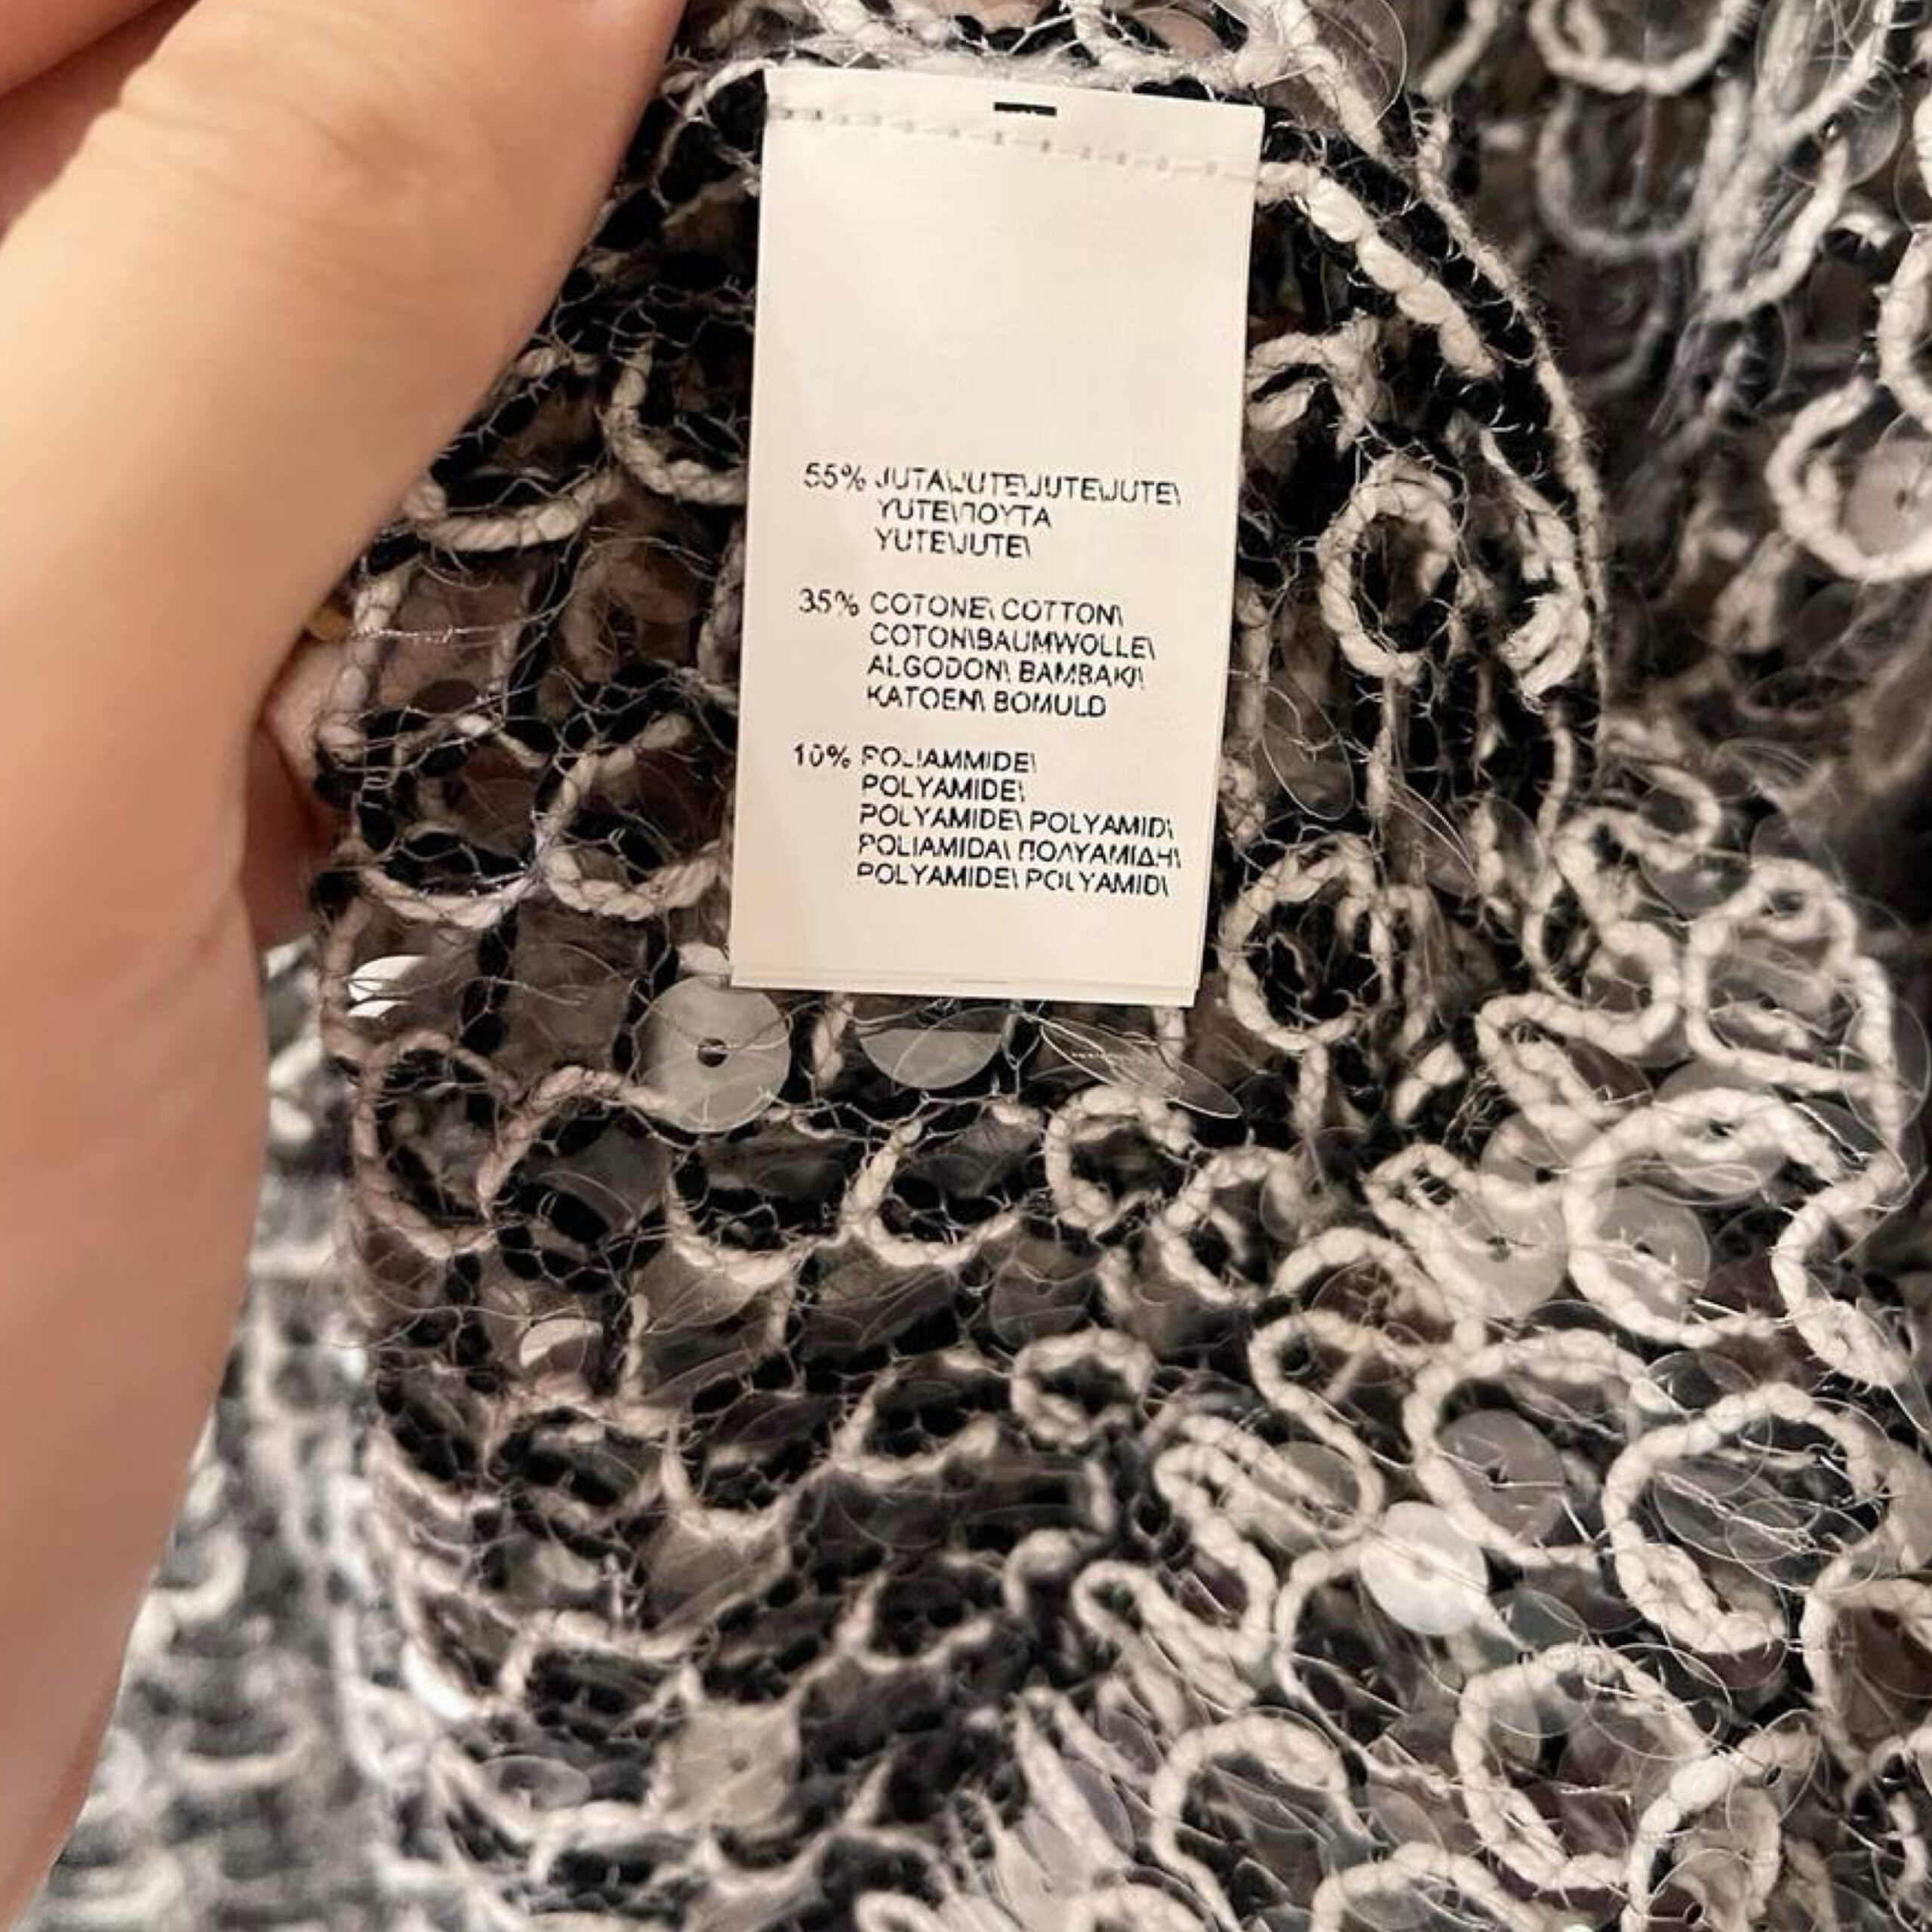 55% JUTA\JUTE\JUTE\JUTE\
YUTE\ΓΙΟΥΤΑ
YUTE\JUTE\
35% COTONE\ COTTON\
COTON\BAUMWOLLE\
ALGODON\ BAMBAKI\
KATOEN\ BOMULD
10% POLIAMMIDE\
POLYAMIDE\
POLYAMIDE\ POLYAMID\
POLIAMIDA\ ΠΟΛΥΑΜΙΔΗ\
POLYAMIDE\ POLYAMID\